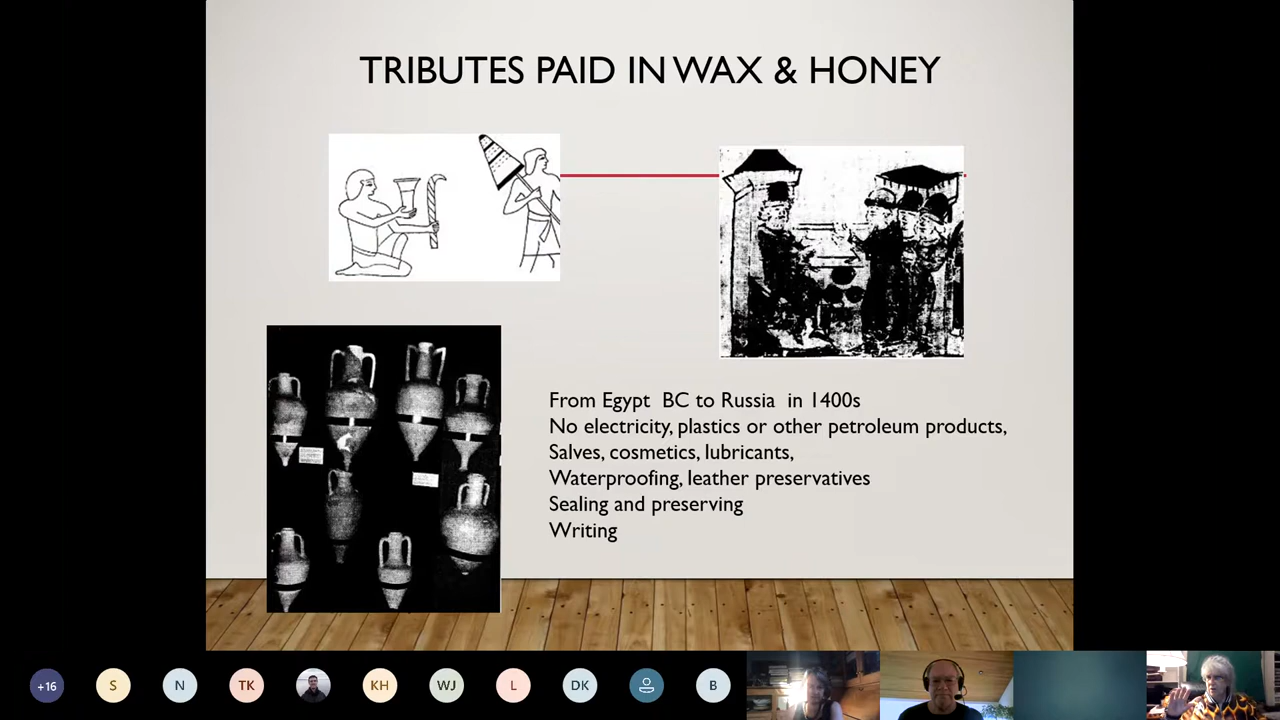 TRIBUTES PAID IN WAX & HONEY
From Egypt BC to Russia in 1400s
No electricity, plastics or other petroleum products,
Salves, cosmetics, lubricants,
Waterproofing, leather preservatives
Sealing and preserving
Writing
+16 S N TK KH WJ L DK B